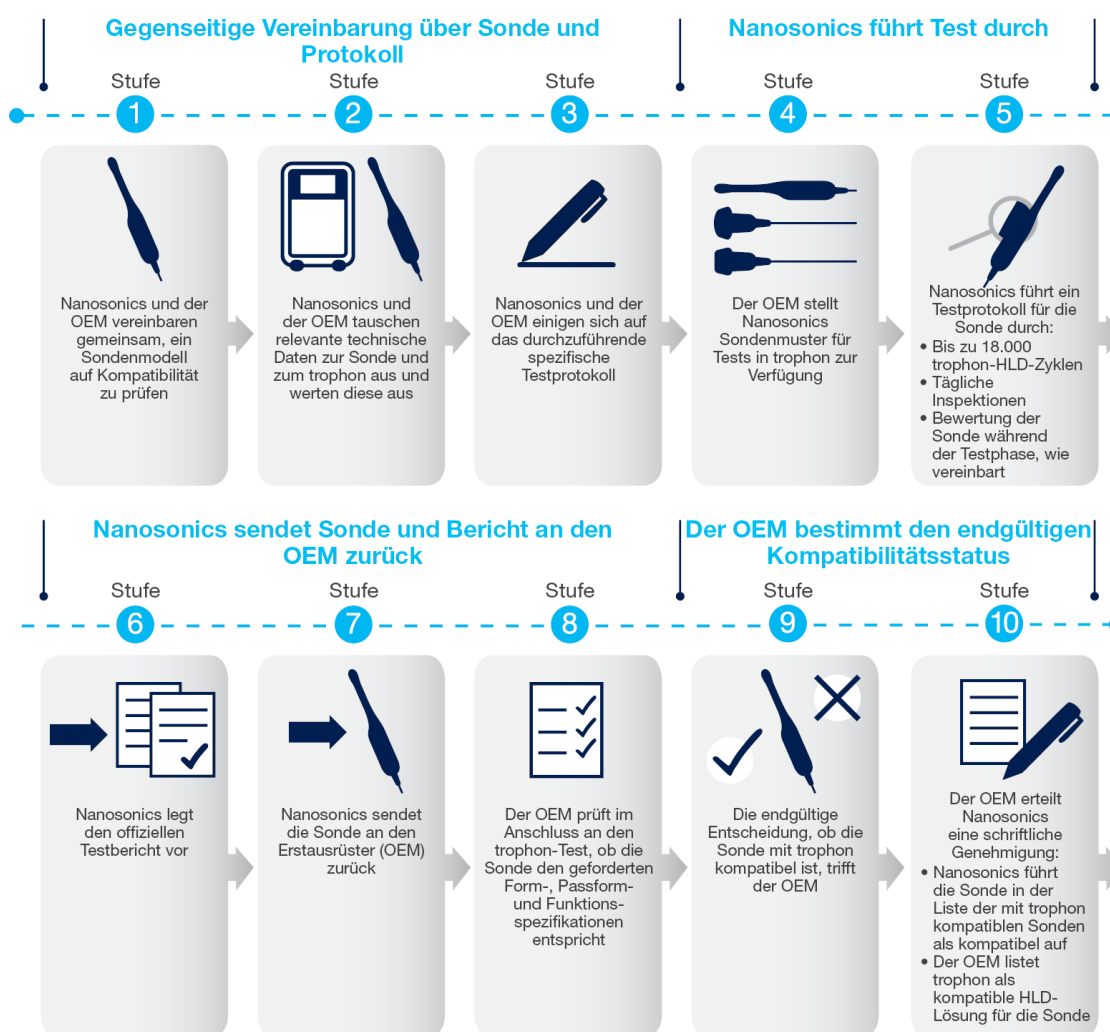 Gegenseitige Vereinbarung über Sonde und
Protokoll
Nanosonics führt Test durch
Stufe
1
Stufe
2
Stufe
3
Stufe
4
Stufe
5
Nanosonics und der
OEM vereinbaren
gemeinsam, ein
Sondenmodell
auf Kompatibilität
zu prüfen
Nanosonics und
der OEM tauschen
relevante technische
Daten zur Sonde und
zum trophon aus und
werten diese aus
Nanosonics und der
OEM einigen sich auf
das durchzuführende
spezifische
Testprotokoll
Der OEM stellt
Nanosonics
Sondenmuster für
Tests in trophon zur
Verfügung
Nanosonics führt ein
Testprotokoll für die
Sonde durch:
• Bis zu 18.000
trophon-HLD-Zyklen
• Tägliche
Inspektionen
• Bewertung der
Sonde während
der Testphase, wie
vereinbart
Nanosonics sendet Sonde und Bericht an den
OEM zurück
Der OEM bestimmt den endgültigen
Kompatibilitätsstatus
Stufe
6
Stufe
7
Stufe
8
Stufe
9
Stufe
10
Nanosonics legt
den offiziellen
Testbericht vor
Nanosonics sendet
die Sonde an den
Erstausrüster (OEM)
zurück
Der OEM prüft im
Anschluss an den
trophon-Test, ob die
Sonde den geforderten
Form-, Passform-
und Funktions-
spezifikationen
entspricht
Die endgültige
Entscheidung, ob die
Sonde mit trophon
kompatibel ist, trifft
der OEM
Der OEM erteilt
Nanosonics
eine schriftliche
Genehmigung:
• Nanosonics führt
die Sonde in der
Liste der mit trophon
kompatiblen Sonden
als kompatibel auf
• Der OEM listet
trophon als
kompatible HLD-
Lösung für die Sonde